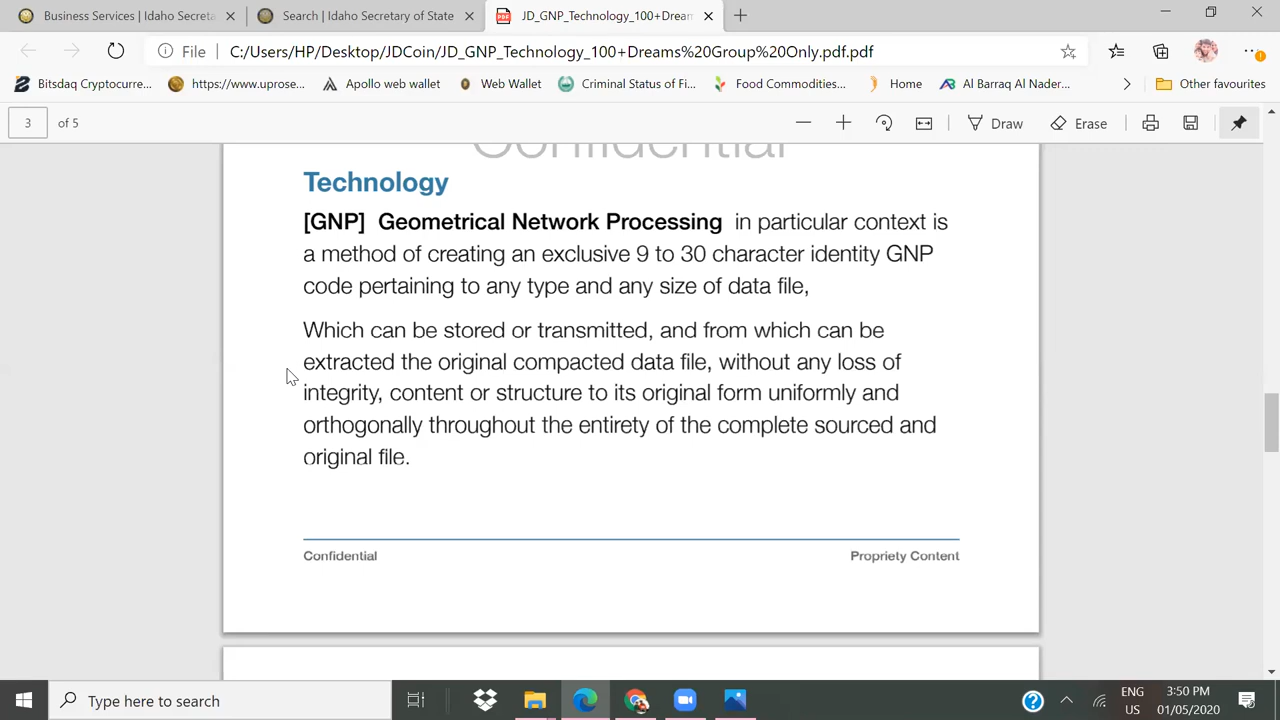 Business Services | Idaho Secreta
Search | Idaho Secretary of State
JD_GNP_Technology_100+Dream
File
C:/Users/HP/Desktop/JDCoin/JD_GNP_Technology_100+Dreams%20Group%20Only.pdf.pdf
Bitsdaq Cryptocurre...
https://www.uprose...
Apollo web wallet
Web Wallet
Criminal Status of Fi...
Food Commodities...
Home
Al Barraq Al Nader...
Other favourites
3 of 5
Draw
Erase
Confidential
Technology
[GNP] Geometrical Network Processing in particular context is
a method of creating an exclusive 9 to 30 character identity GNP
code pertaining to any type and any size of data file,
Which can be stored or transmitted, and from which can be
extracted the original compacted data file, without any loss of
integrity, content or structure to its original form uniformly and
orthogonally throughout the entirety of the complete sourced and
original file.
Confidential
Propriety Content
Type here to search
ENG
US
3:50 PM
01/05/2020